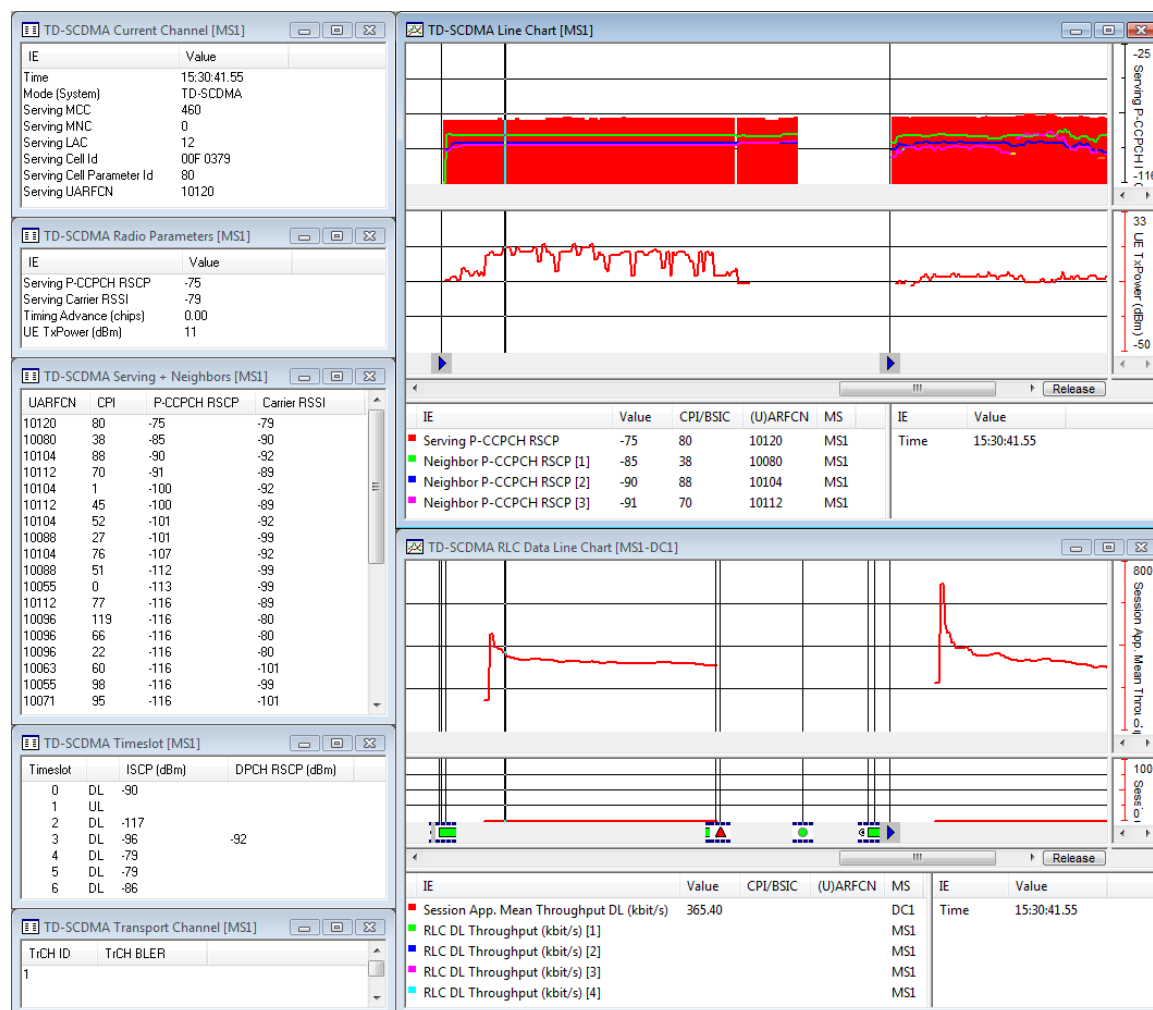 TD-SCDMA Current Channel [MS1]
IE Value
Time 15:30:41.55
Mode (System) TD-SCDMA
Serving MCC 460
Serving MNC 0
Serving LAC 12
Serving Cell Id 00F 0379
Serving Cell Parameter Id 80
Serving UARFCN 10120
TD-SCDMA Radio Parameters [MS1]
IE Value
Serving P-CCPCH RSCP -75
Serving Carrier RSSI -79
Timing Advance (chips) 0.00
UE TxPower (dBm) 11
TD-SCDMA Serving + Neighbors [MS1]
UARFCN CPI P-CCPCH RSCP Carrier RSSI
10120 80 -75 -79
10080 38 -85 -90
10104 88 -90 -92
10112 70 -91 -89
10104 1 -100 -92
10112 45 -100 -89
10104 52 -101 -92
10088 27 -101 -99
10104 76 -107 -92
10088 51 -112 -99
10055 0 -113 -99
10112 77 -116 -89
10096 119 -116 -80
10096 66 -116 -80
10096 22 -116 -80
10063 60 -116 -101
10055 98 -116 -99
10071 95 -116 -101
TD-SCDMA Timeslot [MS1]
Timeslot ISCP (dBm) DPCH RSCP (dBm)
0 DL -90
1 UL
2 DL -117
3 DL -96 -92
4 DL -79
5 DL -79
6 DL -86
TD-SCDMA Transport Channel [MS1]
TrCH ID TrCH BLER
1
TD-SCDMA Line Chart [MS1]
-25
Serving P-CCPCH
-116
33
UE TxPower (dBm)
-50
Release
IE Value CPI/BSIC (U)ARFCN MS
Serving P-CCPCH RSCP -75 80 10120 MS1
Neighbor P-CCPCH RSCP [1] -85 38 10080 MS1
Neighbor P-CCPCH RSCP [2] -90 88 10104 MS1
Neighbor P-CCPCH RSCP [3] -91 70 10112 MS1
IE Value
Time 15:30:41.55
TD-SCDMA RLC Data Line Chart [MS1-DC1]
800
Session App. Mean
100
Release
IE Value CPI/BSIC (U)ARFCN MS
Session App. Mean Throughput DL (kbit/s) 365.40 DC1
RLC DL Throughput (kbit/s) [1] MS1
RLC DL Throughput (kbit/s) [2] MS1
RLC DL Throughput (kbit/s) [3] MS1
RLC DL Throughput (kbit/s) [4] MS1
IE Value
Time 15:30:41.55